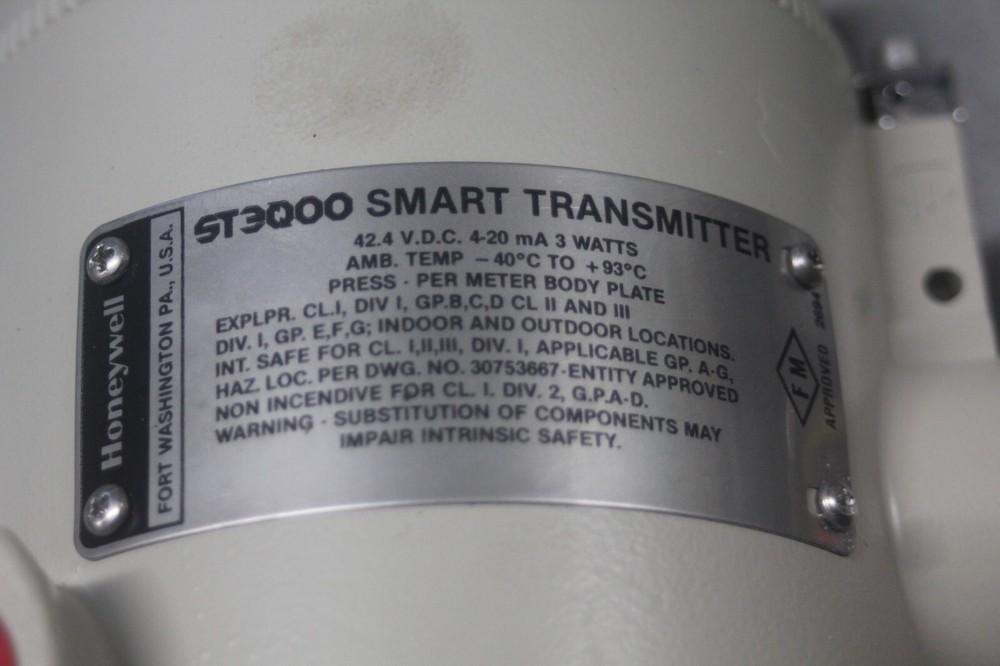 Honeywell
FORT WASHINGTON PA., U.S.A.
ST3000 SMART TRANSMITTER
42.4 V.D.C. 4-20 mA 3 WATTS
AMB. TEMP -40°C TO +93°C
PRESS - PER METER BODY PLATE
EXPLPR. CL.I, DIV I, GP.B,C,D CL II AND III
DIV. I, GP. E,F,G; INDOOR AND OUTDOOR LOCATIONS.
INT. SAFE FOR CL. I,II,III, DIV. I, APPLICABLE GP. A-G,
HAZ. LOC. PER DWG. NO. 30753667-ENTITY APPROVED
NON INCENDIVE FOR CL. I. DIV. 2, G.P.A-D.
WARNING - SUBSTITUTION OF COMPONENTS MAY
IMPAIR INTRINSIC SAFETY.
FM
APPROVED